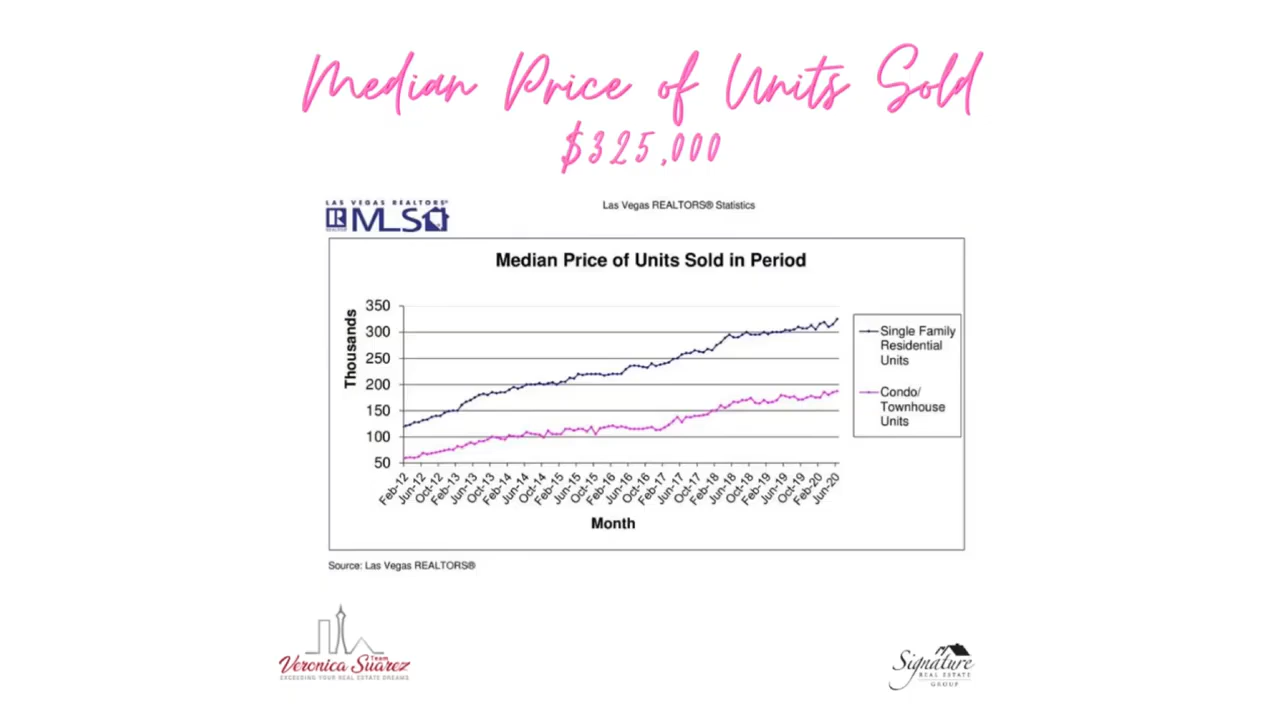 Median Price of Units Sold
$325,000
LAS VEGAS REALTORS®
MLS
Las Vegas REALTORS® Statistics
Median Price of Units Sold in Period
Thousands
350
300
250
200
150
100
50
Feb-12
Jun-12
Oct-12
Feb-13
Jun-13
Oct-13
Feb-14
Jun-14
Oct-14
Feb-15
Jun-15
Oct-15
Feb-16
Jun-16
Oct-16
Feb-17
Jun-17
Oct-17
Feb-18
Jun-18
Oct-18
Feb-19
Jun-19
Oct-19
Feb-20
Jun-20
Month
Single Family
Residential
Units
Condo/
Townhouse
Units
Source: Las Vegas REALTORS®
Team
Veronica Suarez
EXCEEDING YOUR REAL ESTATE DREAMS
Signature
REAL ESTATE
GROUP